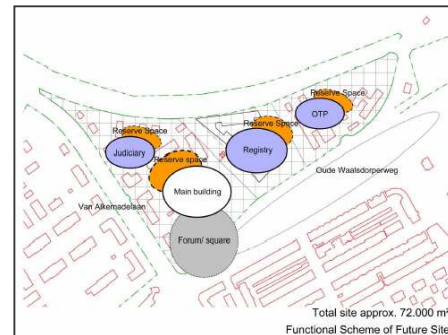 Reserve Space
OTP
Reserve Space
Reserve Space
Judiciary
Registry
Reserve space
Main building
Oude Waalsdorperweg
Van Alkemadelaan
Forum/ square
Total site approx. 72.000 m
Functional Scheme of Future Site